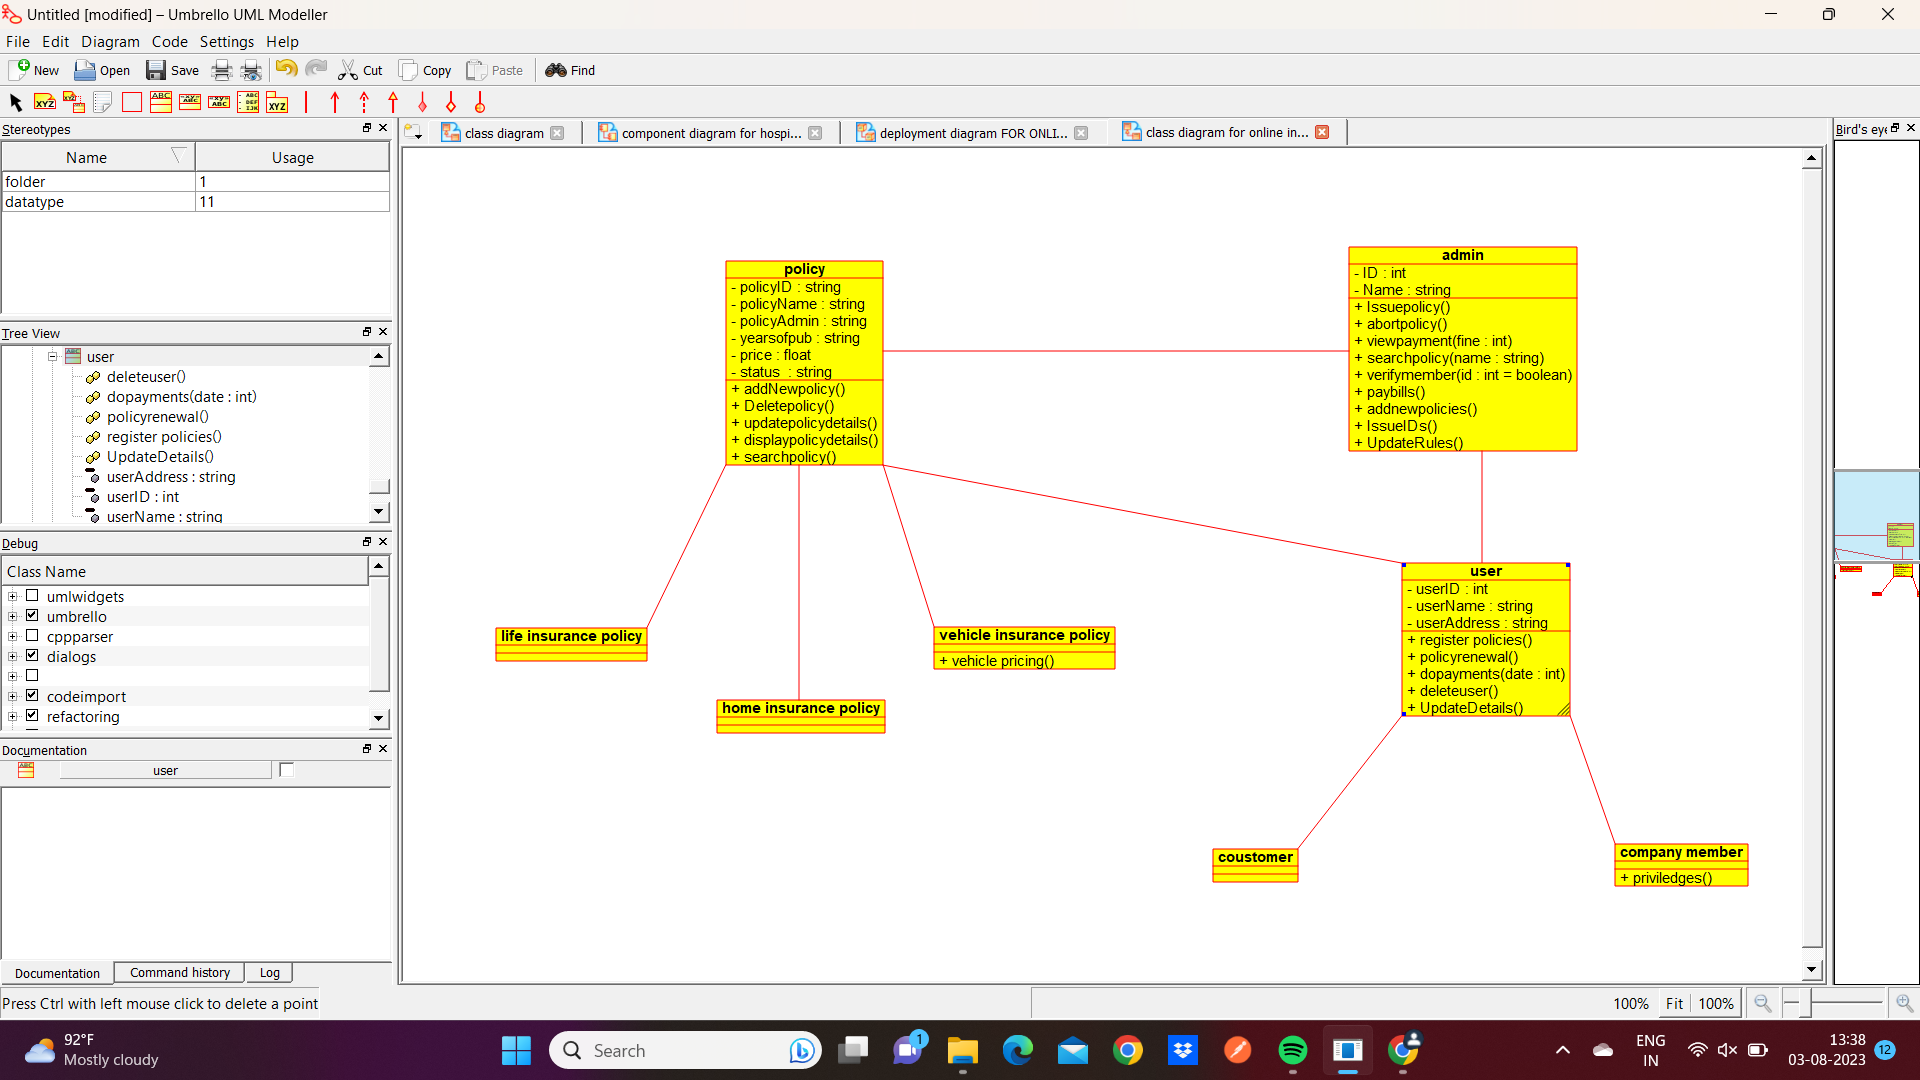 Untitled [modified] – Umbrello UML Modeller
File Edit Diagram Code Settings Help
New Open Save Cut Copy Paste Find
Stereotypes
Name Usage
folder 1
datatype 11
Tree View
user
deleteuser()
dopayments(date : int)
policyrenewal()
register policies()
UpdateDetails()
userAddress : string
userID : int
userName : string
Debug
Class Name
umlwidgets
umbrello
cppparser
dialogs
codeimport
refactoring
Documentation
user
Documentation Command history Log
Press Ctrl with left mouse click to delete a point
class diagram component diagram for hospi... deployment diagram FOR ONLI... class diagram for online in...
Bird's eye
policy
- policyID : string
- policyName : string
- policyAdmin : string
- yearsofpub : string
- price : float
- status : string
+ addNewpolicy()
+ Deletepolicy()
+ updatepolicydetails()
+ displaypolicydetails()
+ searchpolicy()
admin
- ID : int
- Name : string
+ Issuepolicy()
+ abortpolicy()
+ viewpayment(fine : int)
+ searchpolicy(name : string)
+ verifymember(id : int = boolean)
+ paybills()
+ addnewpolicies()
+ IssueIDs()
+ UpdateRules()
life insurance policy
home insurance policy
vehicle insurance policy
+ vehicle pricing()
user
- userID : int
- userName : string
- userAddress : string
+ register policies()
+ policyrenewal()
+ dopayments(date : int)
+ deleteuser()
+ UpdateDetails()
coustomer
company member
+ priviledges()
100% Fit 100%
92°F
Mostly cloudy
Search
1
ENG
IN
13:38
03-08-2023
12